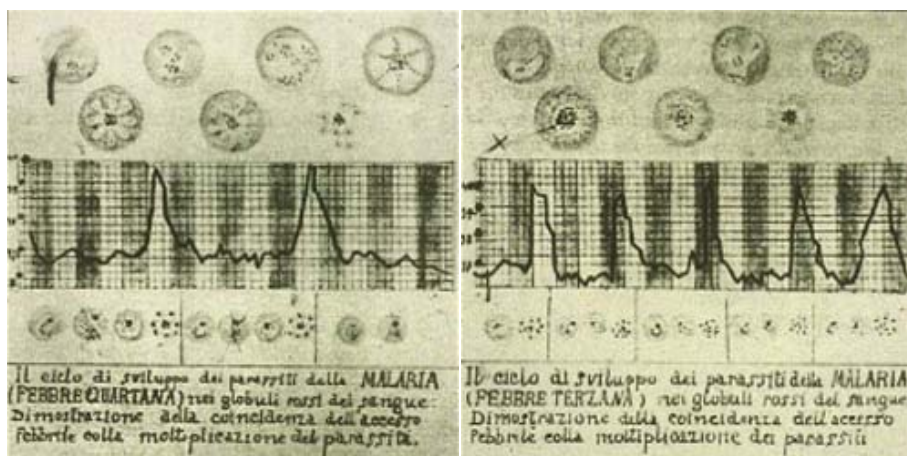 Il ciclo di sviluppo dei parassiti della MALARIA
(FEBBRE QUARTANA) nei globuli rossi del sangue:
Dimostrazione della coincidenza dell'accesso
febbrile colla moltiplicazione del parassita.
Il ciclo di sviluppo dei parassiti della MALARIA
(FEBBRE TERZANA) nei globuli rossi del sangue
Dimostrazione della coincidenza dell'accesso
febbrile colla moltiplicazione dei parassiti